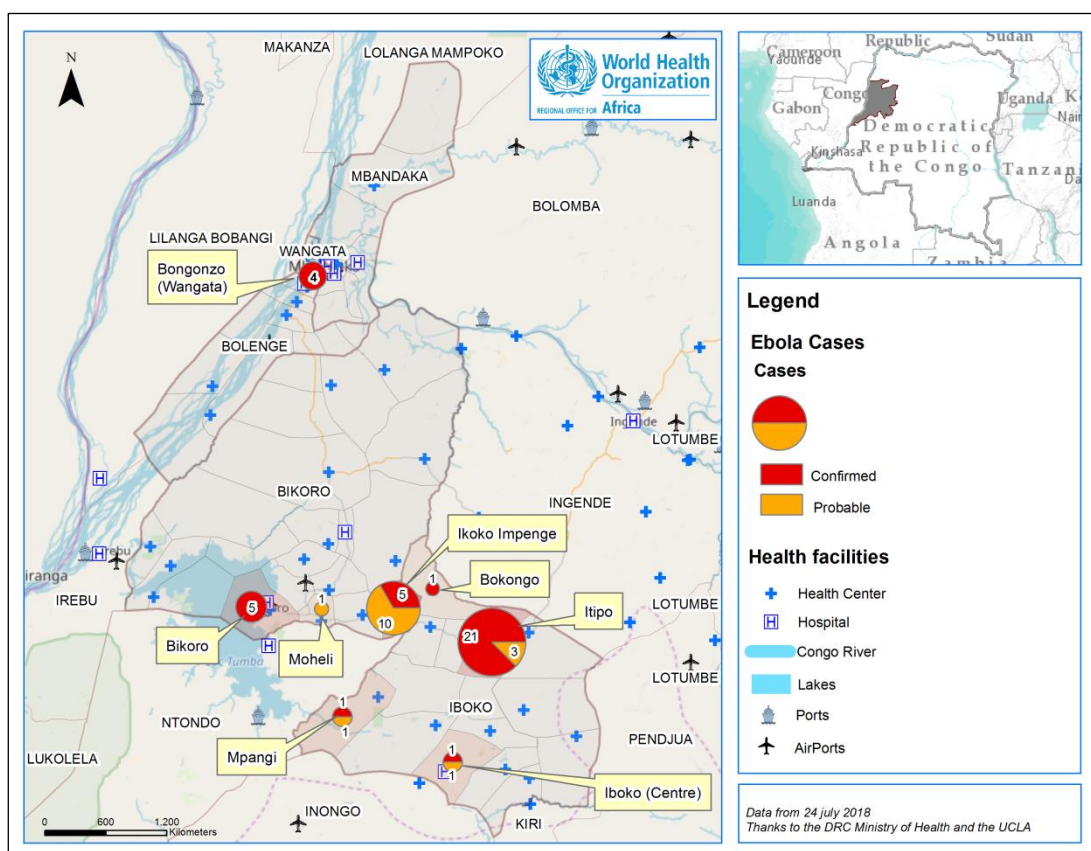 MAKANZA
LOLANGA MAMPOKO
N
World Health
Organization
REGIONAL OFFICE FOR Africa
MBANDAKA
BOLOMBA
LILANGA BOBANGI
WANGATA
Bongonzo
(Wangata)
4
BOLENGE
Ingende
LOTUMBE
BIKORO
INGENDE
Ikoko Impenge
Bokongo
1
5
10
Itipo
21
3
iranga
IREBU
5
1
LOTUMBE
Bikoro
Moheli
Tumba
LOTUMBE
1
1
IBOKO
NTONDO
Mpangi
PENDJUA
LUKOLELA
1
1
Iboko (Centre)
INONGO
KIRI
0 600 1,200
Kilometers
Cameroon
Yaounde
Republic
Sudan
Congo
Gabon
Uganda
Democratic
Republic of
the Congo
Kinshasa
Tanzan
Luanda
Angola
Zambia
Legend
Ebola Cases
Cases
Confirmed
Probable
Health facilities
Health Center
H Hospital
Congo River
Lakes
Ports
AirPorts
Data from 24 july 2018
Thanks to the DRC Ministry of Health and the UCLA